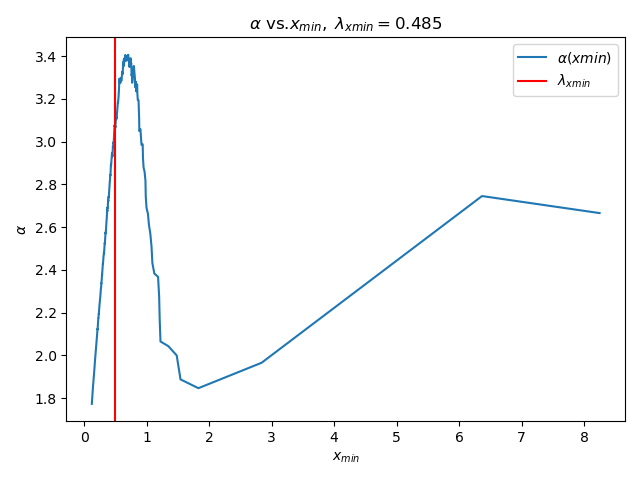 α vs.x_min, λ_xmin = 0.485
α(xmin)
λ_xmin
3.4
3.2
3.0
2.8
2.6
2.4
2.2
2.0
1.8
α
0 1 2 3 4 5 6 7 8
x_min